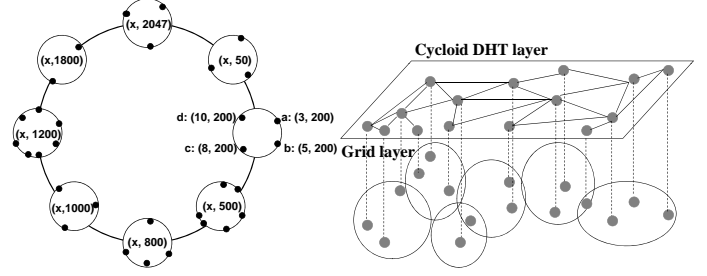 (x, 2047)
(x,1800)
(x, 50)
d: (10, 200)
a: (3, 200)
(x, 1200)
c: (8, 200)
b: (5, 200)
(x,1000)
(x, 500)
(x, 800)
Cycloid DHT layer
Grid layer